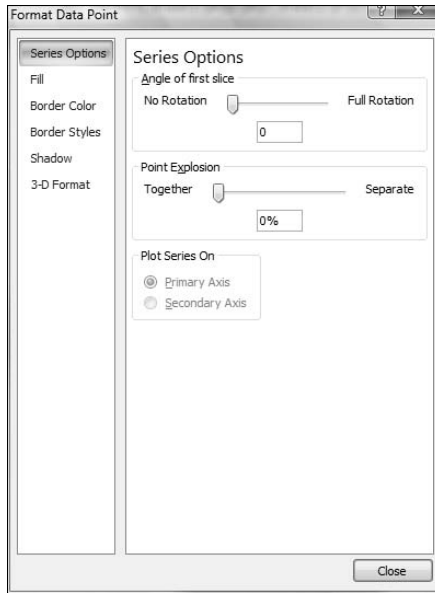 Format Data Point
Series Options
Fill
Border Color
Border Styles
Shadow
3-D Format
Series Options
Angle of first slice
No Rotation Full Rotation
0
Point Explosion
Together Separate
0%
Plot Series On
Primary Axis
Secondary Axis
Close